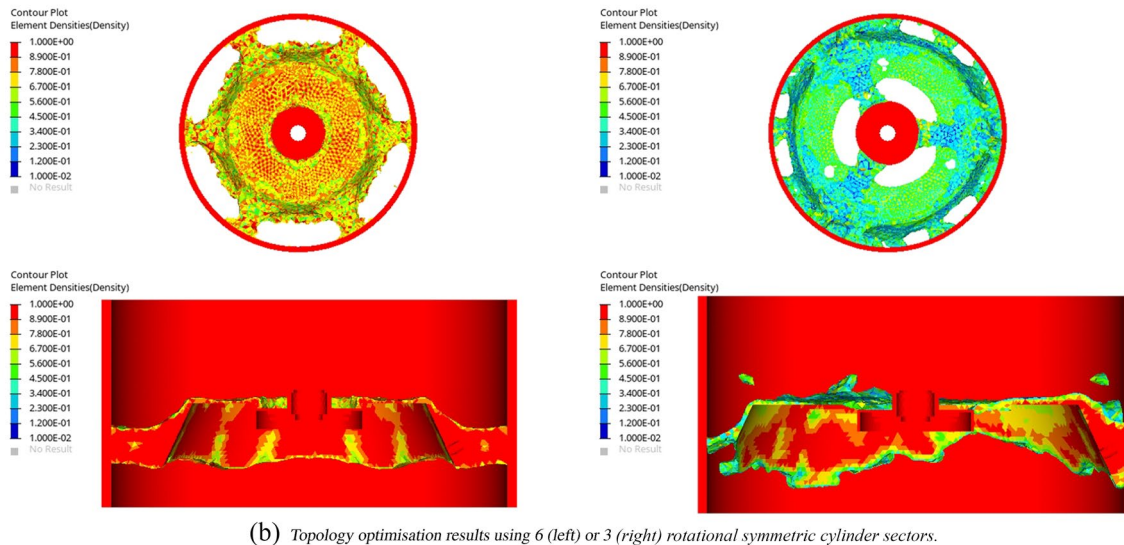 Contour Plot
Element Densities(Density)
1.000E+00
8.900E-01
7.800E-01
6.700E-01
5.600E-01
4.500E-01
3.400E-01
2.300E-01
1.200E-01
1.000E-02
No Result
Contour Plot
Element Densities(Density)
1.000E+00
8.900E-01
7.800E-01
6.700E-01
5.600E-01
4.500E-01
3.400E-01
2.300E-01
1.200E-01
1.000E-02
No Result
Contour Plot
Element Densities(Density)
1.000E+00
8.900E-01
7.800E-01
6.700E-01
5.600E-01
4.500E-01
3.400E-01
2.300E-01
1.200E-01
1.000E-02
No Result
Contour Plot
Element Densities(Density)
1.000E+00
8.900E-01
7.800E-01
6.700E-01
5.600E-01
4.500E-01
3.400E-01
2.300E-01
1.200E-01
1.000E-02
No Result
(b) Topology optimisation results using 6 (left) or 3 (right) rotational symmetric cylinder sectors.